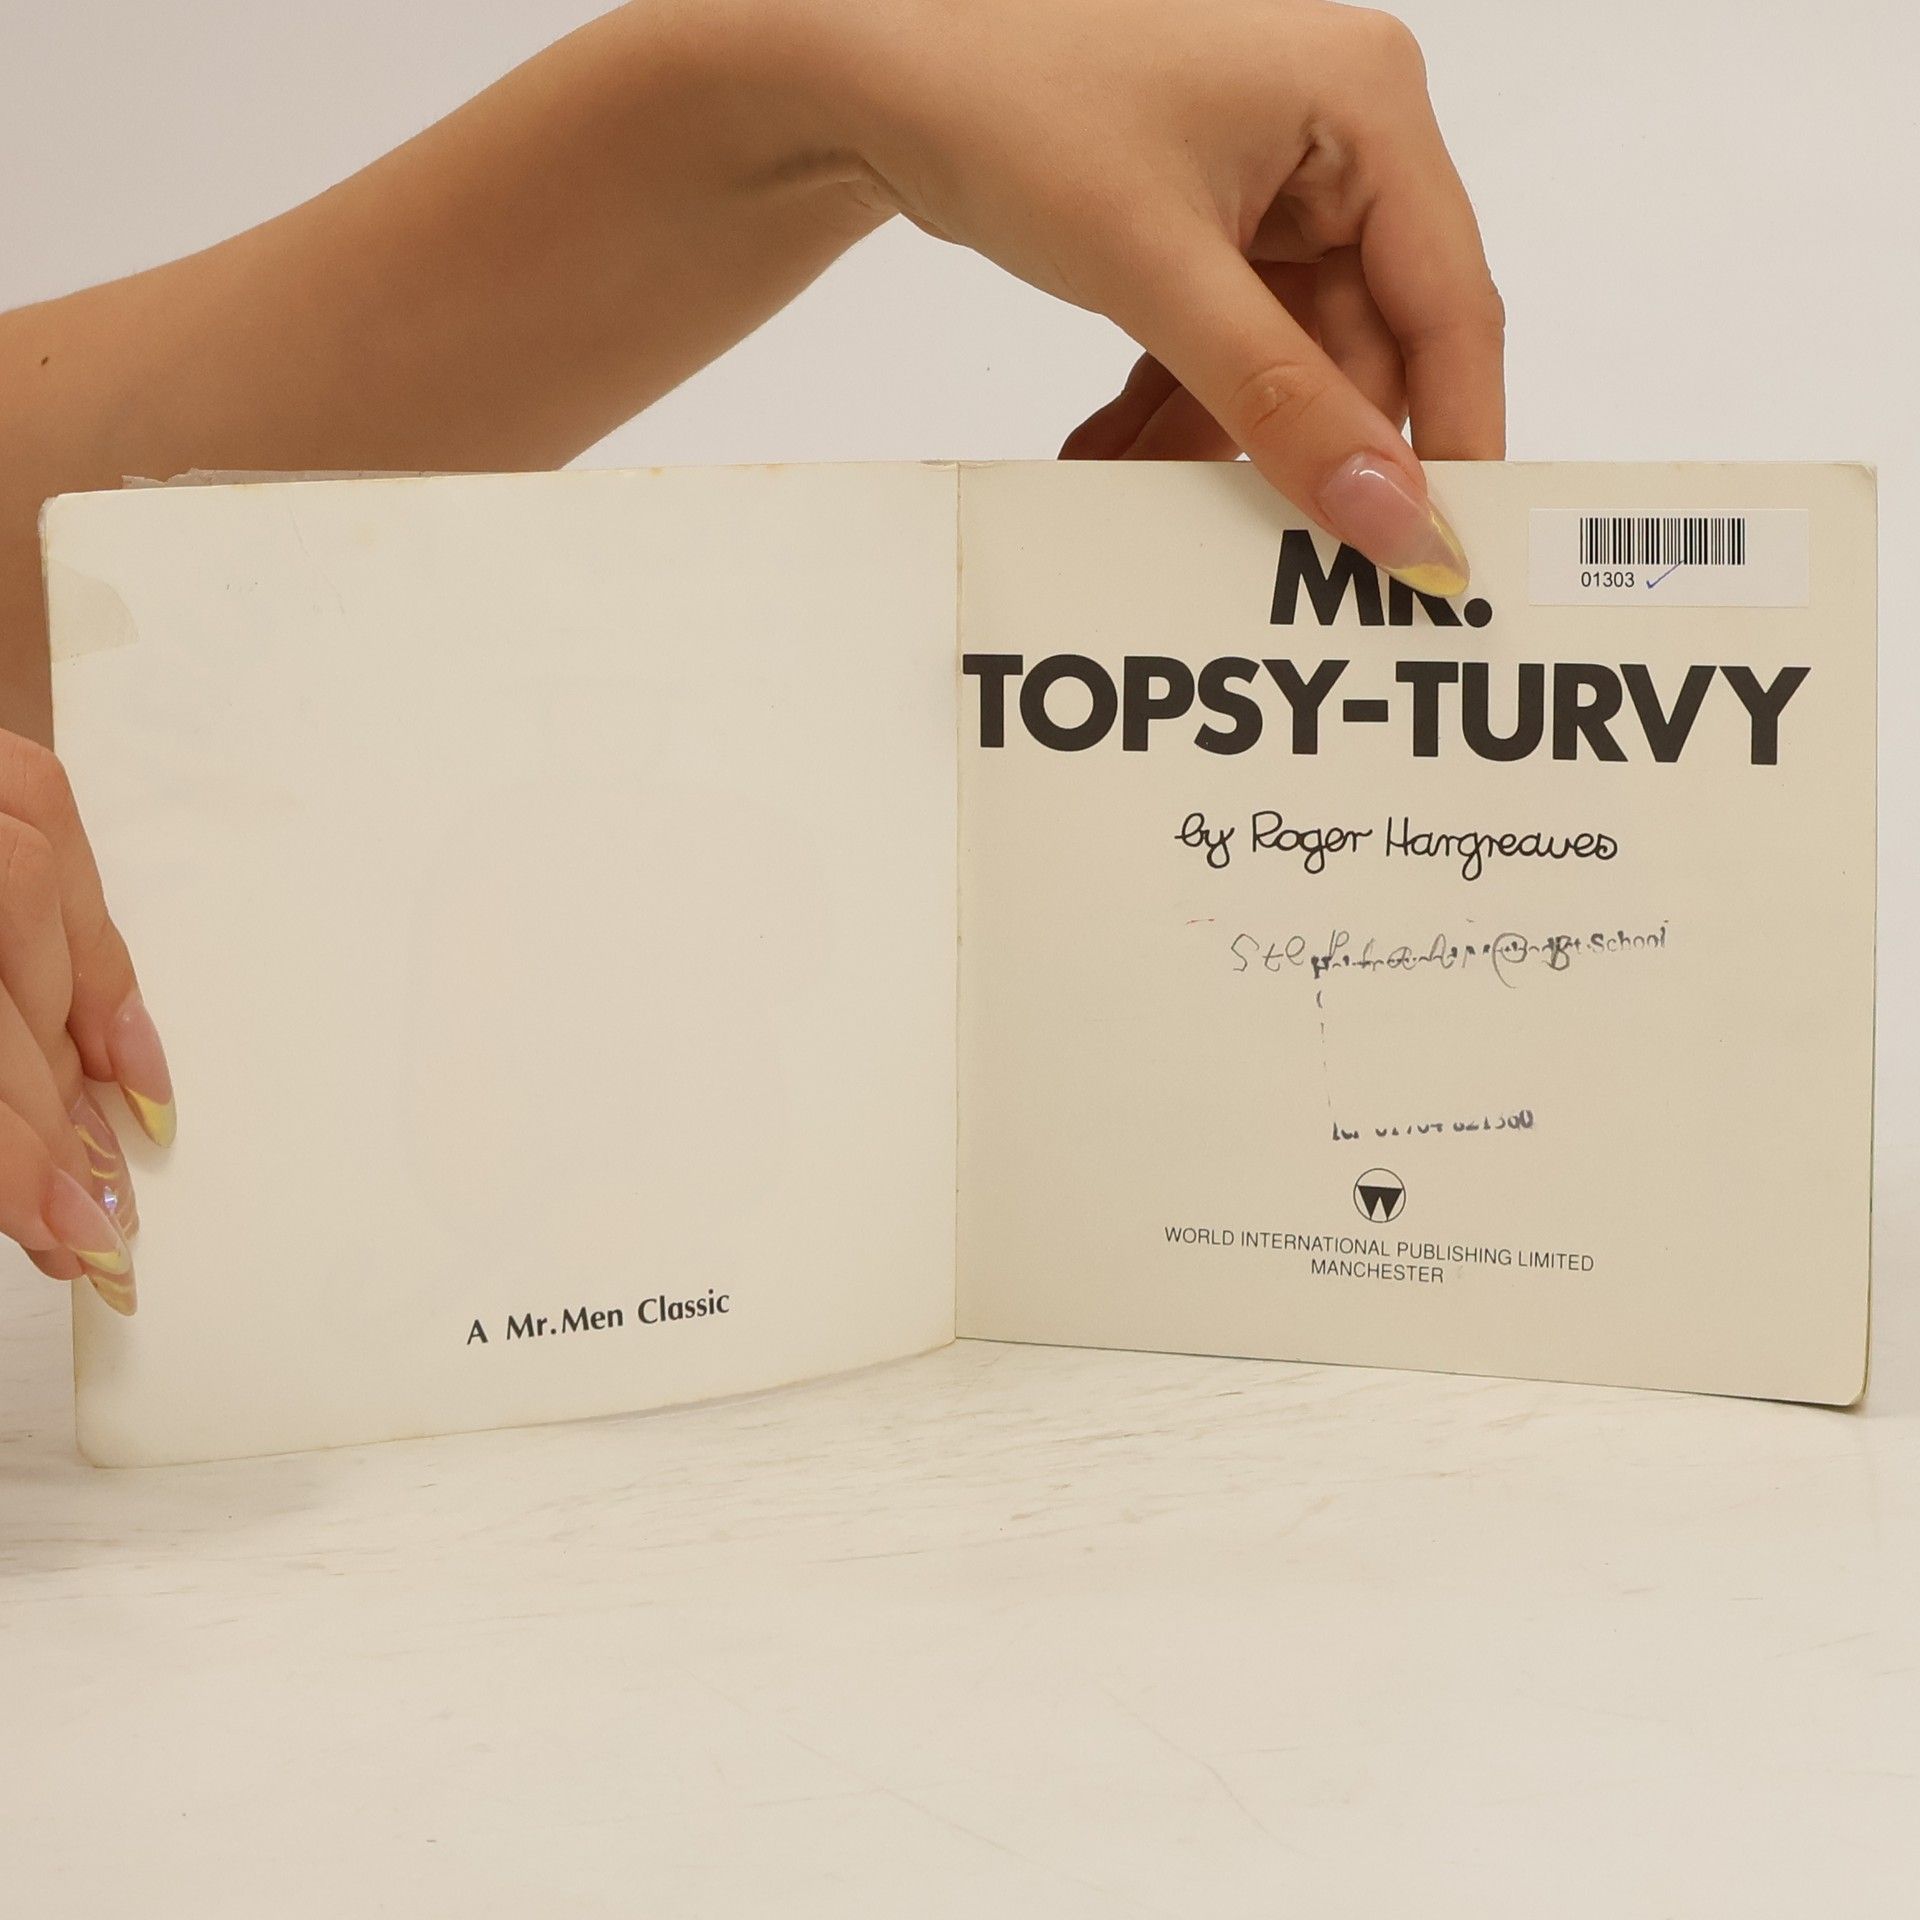 A Mr. Men Classic
01303
MR.
TOPSY-TURVY
by Roger Hargreaves
School
W
WORLD INTERNATIONAL PUBLISHING LIMITED
MANCHESTER